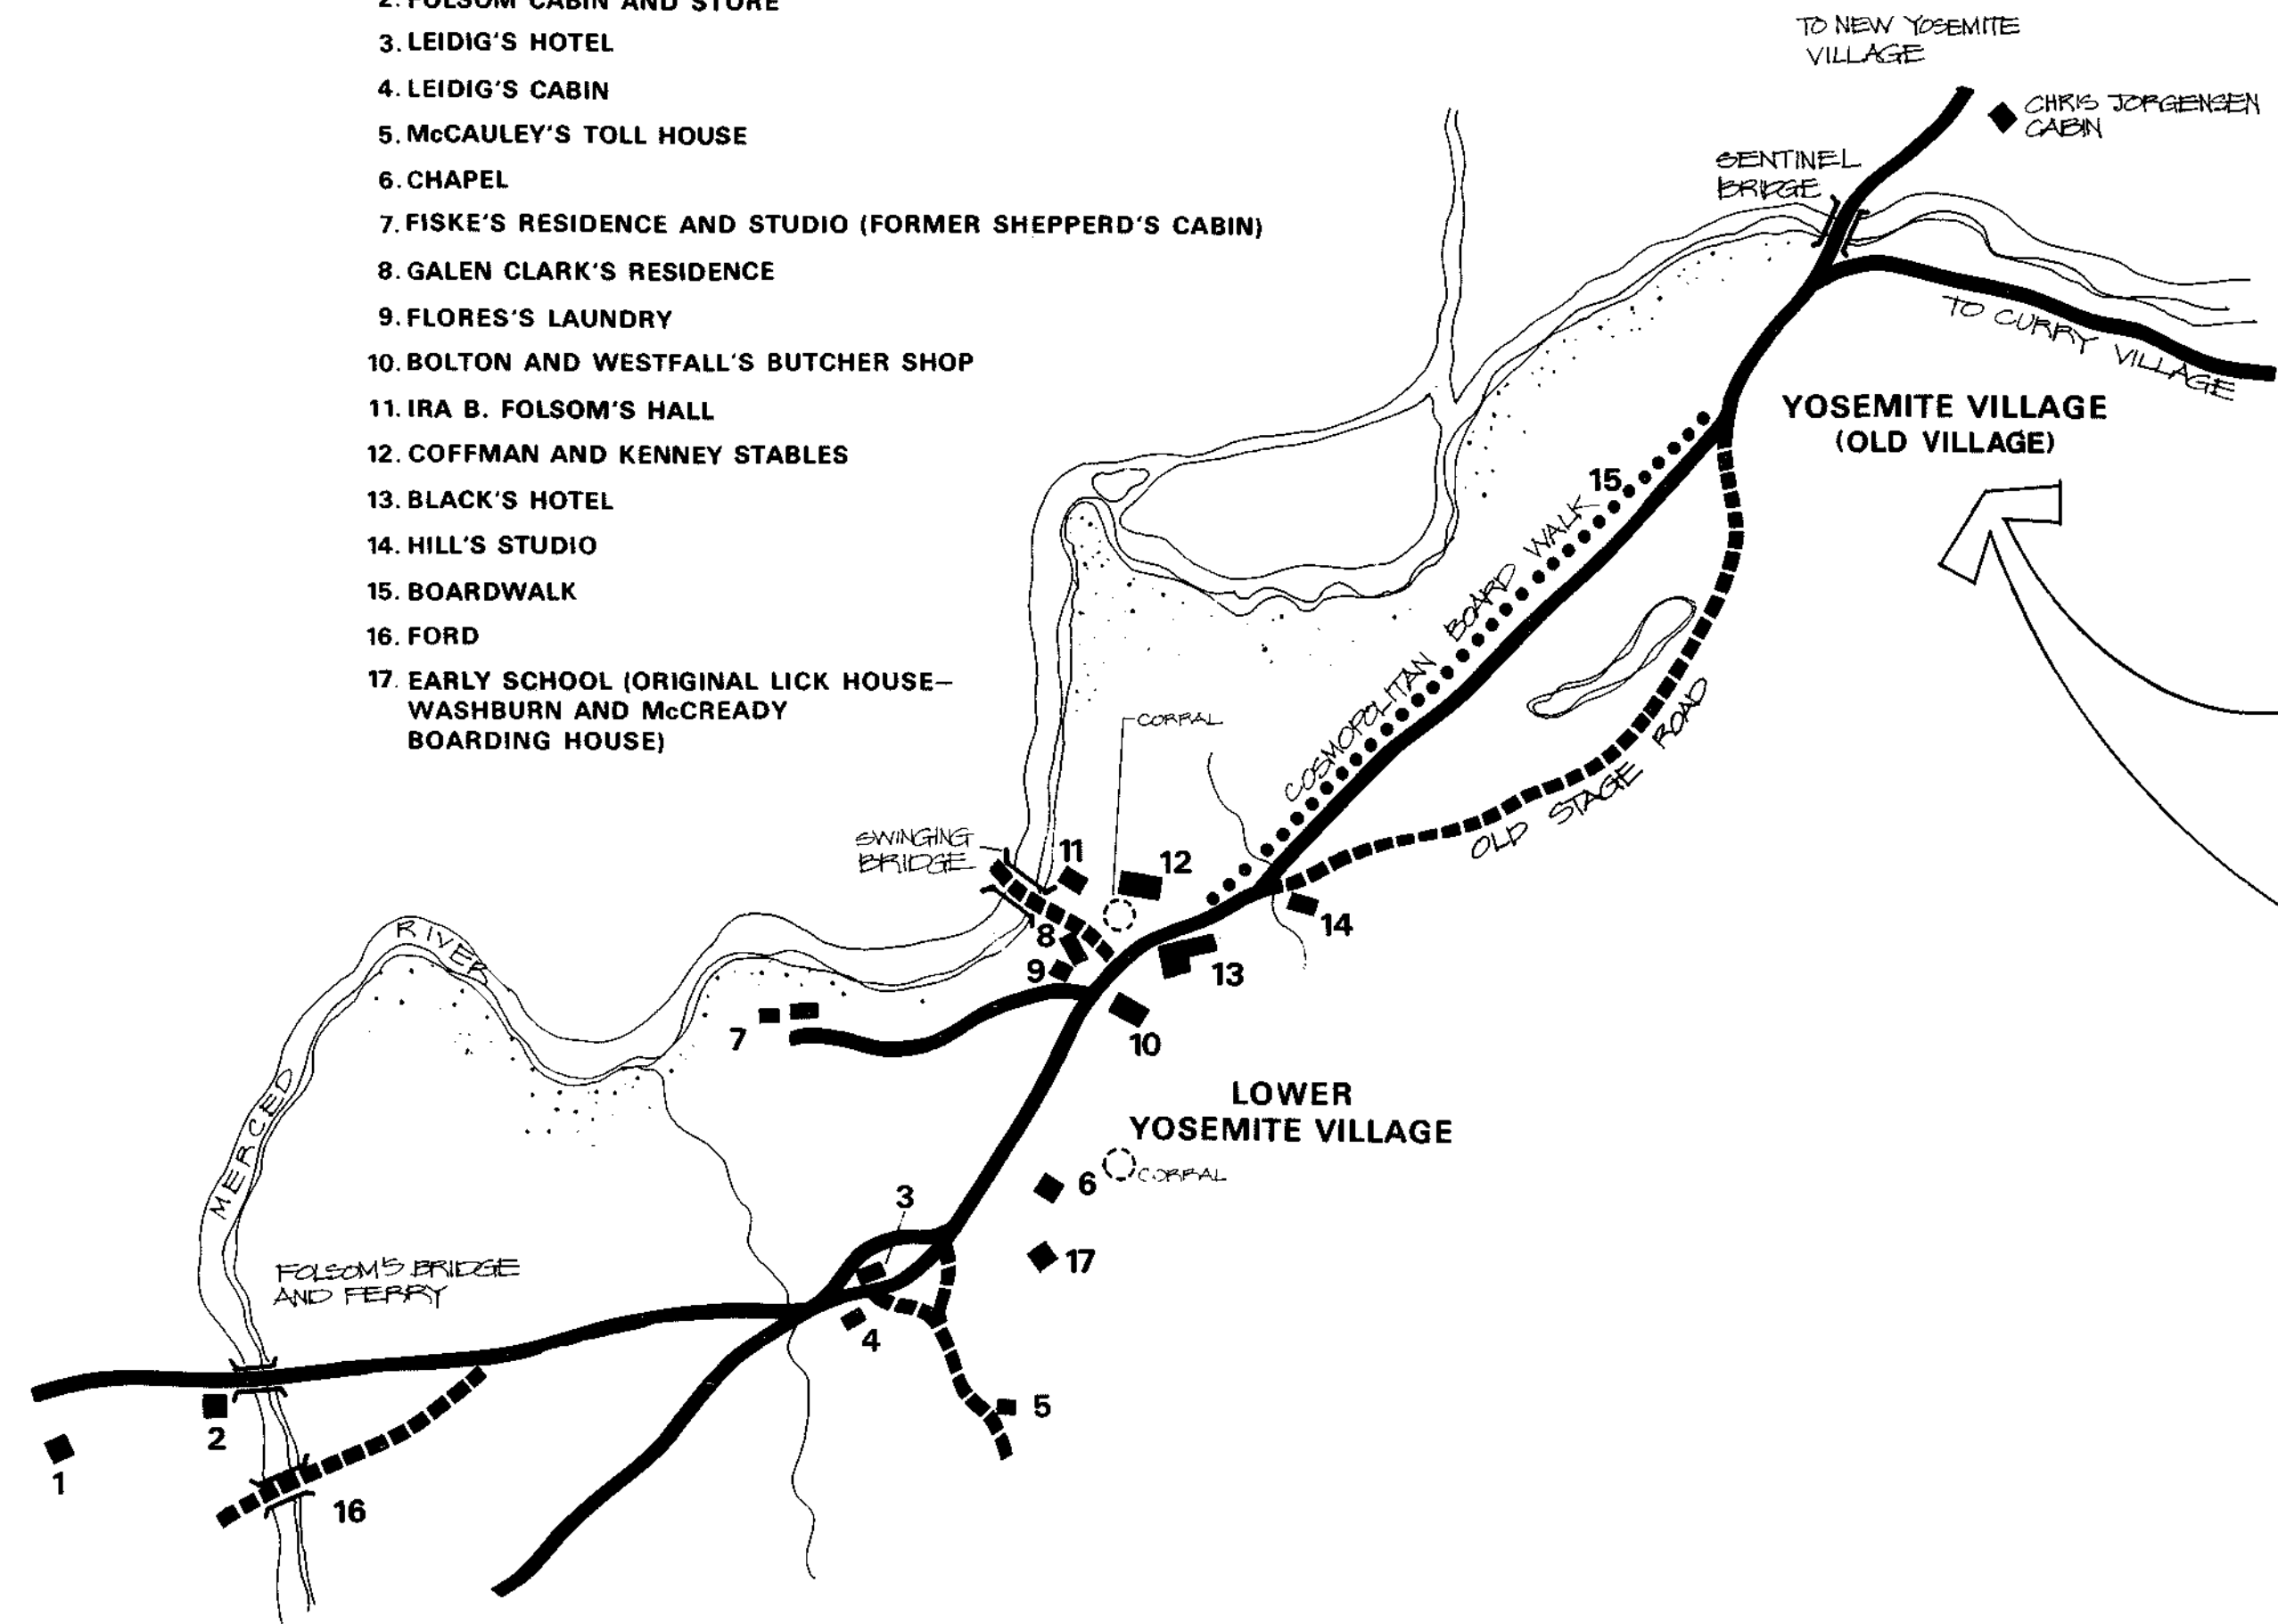 2. FOLSOM CABIN AND STORE
3. LEIDIG'S HOTEL
4. LEIDIG'S CABIN
5. McCAULEY'S TOLL HOUSE
6. CHAPEL
7. FISKE'S RESIDENCE AND STUDIO (FORMER SHEPPERD'S CABIN)
8. GALEN CLARK'S RESIDENCE
9. FLORES'S LAUNDRY
10. BOLTON AND WESTFALL'S BUTCHER SHOP
11. IRA B. FOLSOM'S HALL
12. COFFMAN AND KENNEY STABLES
13. BLACK'S HOTEL
14. HILL'S STUDIO
15. BOARDWALK
16. FORD
17. EARLY SCHOOL (ORIGINAL LICK HOUSE—
WASHBURN AND McCREADY
BOARDING HOUSE)
TO NEW YOSEMITE
VILLAGE
CHRIS JORGENSEN
CABIN
SENTINEL
BRIDGE
TO CURRY VILLAGE
YOSEMITE VILLAGE
(OLD VILLAGE)
15
COSMOPOLITAN BOARD WALK
OLD STAGE ROAD
CORRAL
SWINGING
BRIDGE
11
12
14
8
9
13
7
10
MERCED RIVER
LOWER
YOSEMITE VILLAGE
6
CORRAL
3
17
FOLSOM'S BRIDGE
AND FERRY
4
5
2
1
16